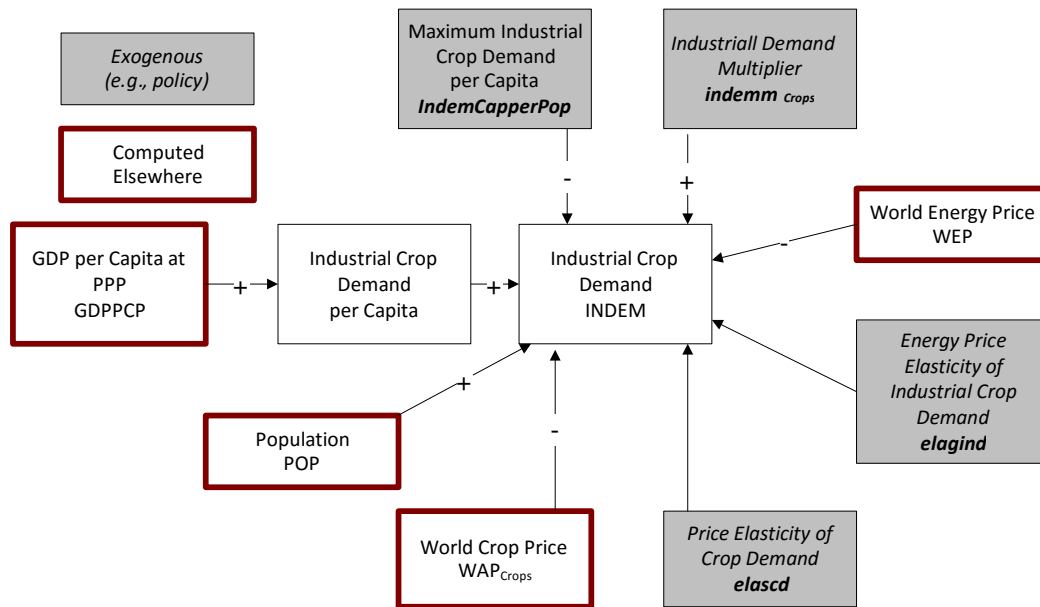 Exogenous
(e.g., policy)
Computed
Elsewhere
Maximum Industrial
Crop Demand
per Capita
IndemCapperPop
Industriall Demand
Multiplier
indemm Crops
-
+
World Energy Price
WEP
-
GDP per Capita at
PPP
GDPPCP
+
Industrial Crop
Demand
per Capita
+
Industrial Crop
Demand
INDEM
Energy Price
Elasticity of
Industrial Crop
Demand
elagind
+
-
Population
POP
World Crop Price
WAPCrops
Price Elasticity of
Crop Demand
elascd